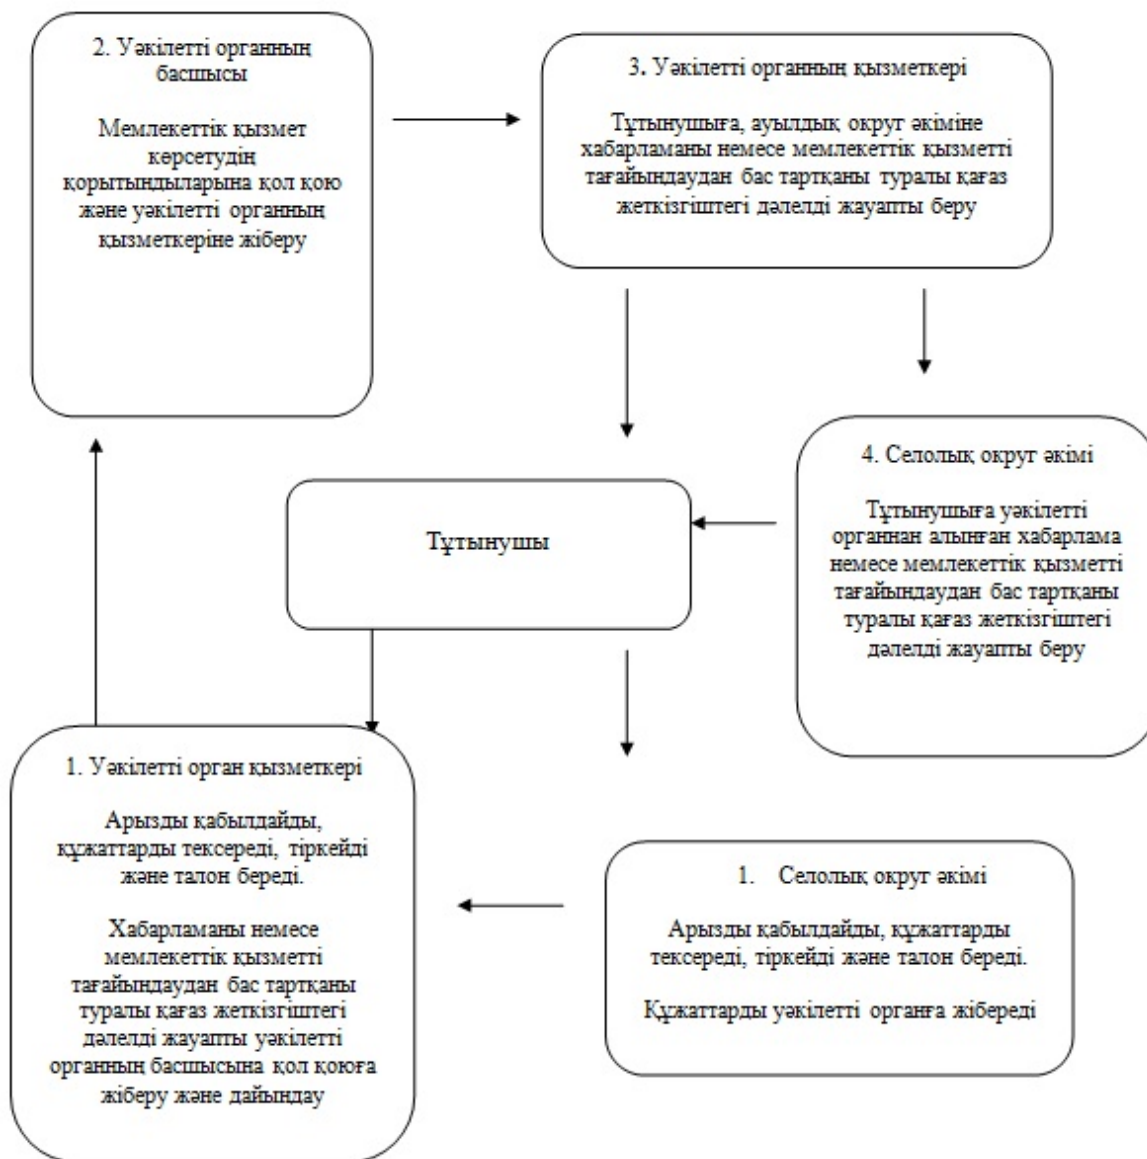 2. Уәкілетті органның
басшысы
Мемлекеттік қызмет
көрсетудің
қорытындыларына қол қою
және уәкілетті органның
қызметкеріне жіберу
3. Уәкілетті органның қызметкері
Тұтынушыға, ауылдық округ әкіміне
хабарламаны немесе мемлекеттік қызметті
тағайындаудан бас тартқаны туралы қағаз
жеткізгіштегі дәлелді жауапты беру
4. Селолық округ әкімі
Тұтынушыға уәкілетті
органнан алынған хабарлама
немесе мемлекеттік қызметті
тағайындаудан бас тартқаны
туралы қағаз жеткізгіштегі
дәлелді жауапты беру
Тұтынушы
1. Уәкілетті орган қызметкері
Арызды қабылдайды,
құжаттарды тексереді, тіркейді
және талон береді.
Хабарламаны немесе
мемлекеттік қызметті
тағайындаудан бас тартқаны
туралы қағаз жеткізгіштегі
дәлелді жауапты уәкілетті
органның басшысына қол қоюға
жіберу және дайындау
1. Селолық округ әкімі
Арызды қабылдайды, құжаттарды
тексереді, тіркейді және талон береді.
Құжаттарды уәкілетті органға жібереді